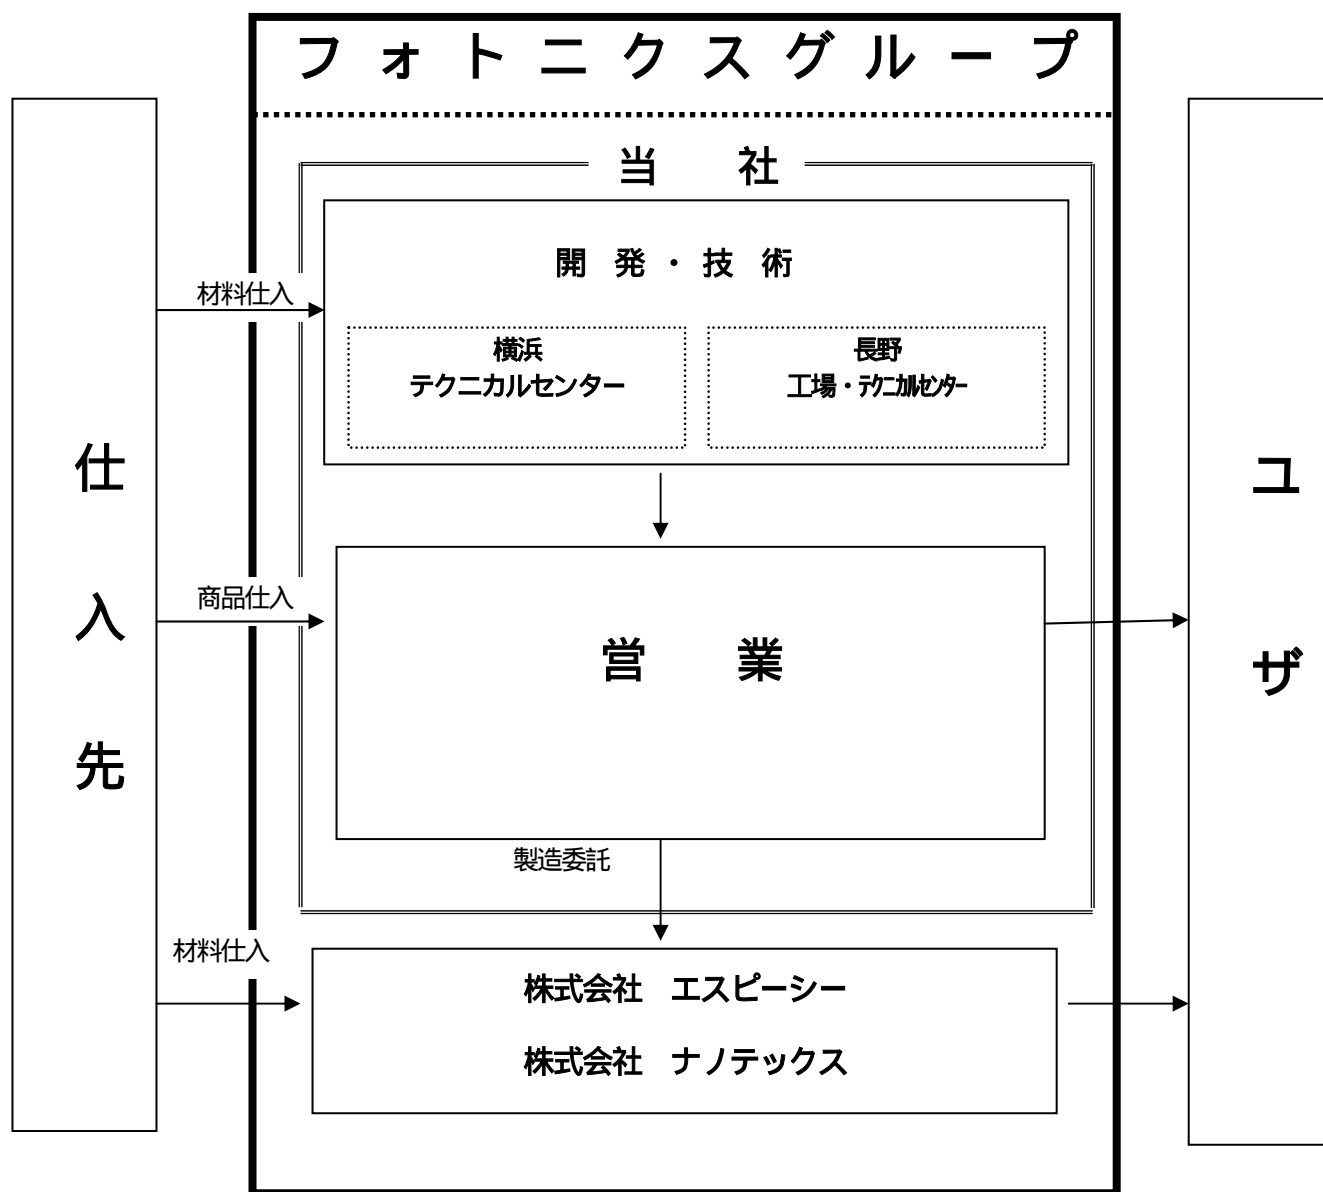 フォトニクスグループ
当　社
開 発 ・ 技 術
材料仕入
横浜
テクニカルセンター
長野
工場・ﾃｸﾆｶﾙｾﾝﾀｰ
仕入先
商品仕入
営　業
ユザ
製造委託
材料仕入
株式会社　エスピーシー
株式会社　ナノテックス